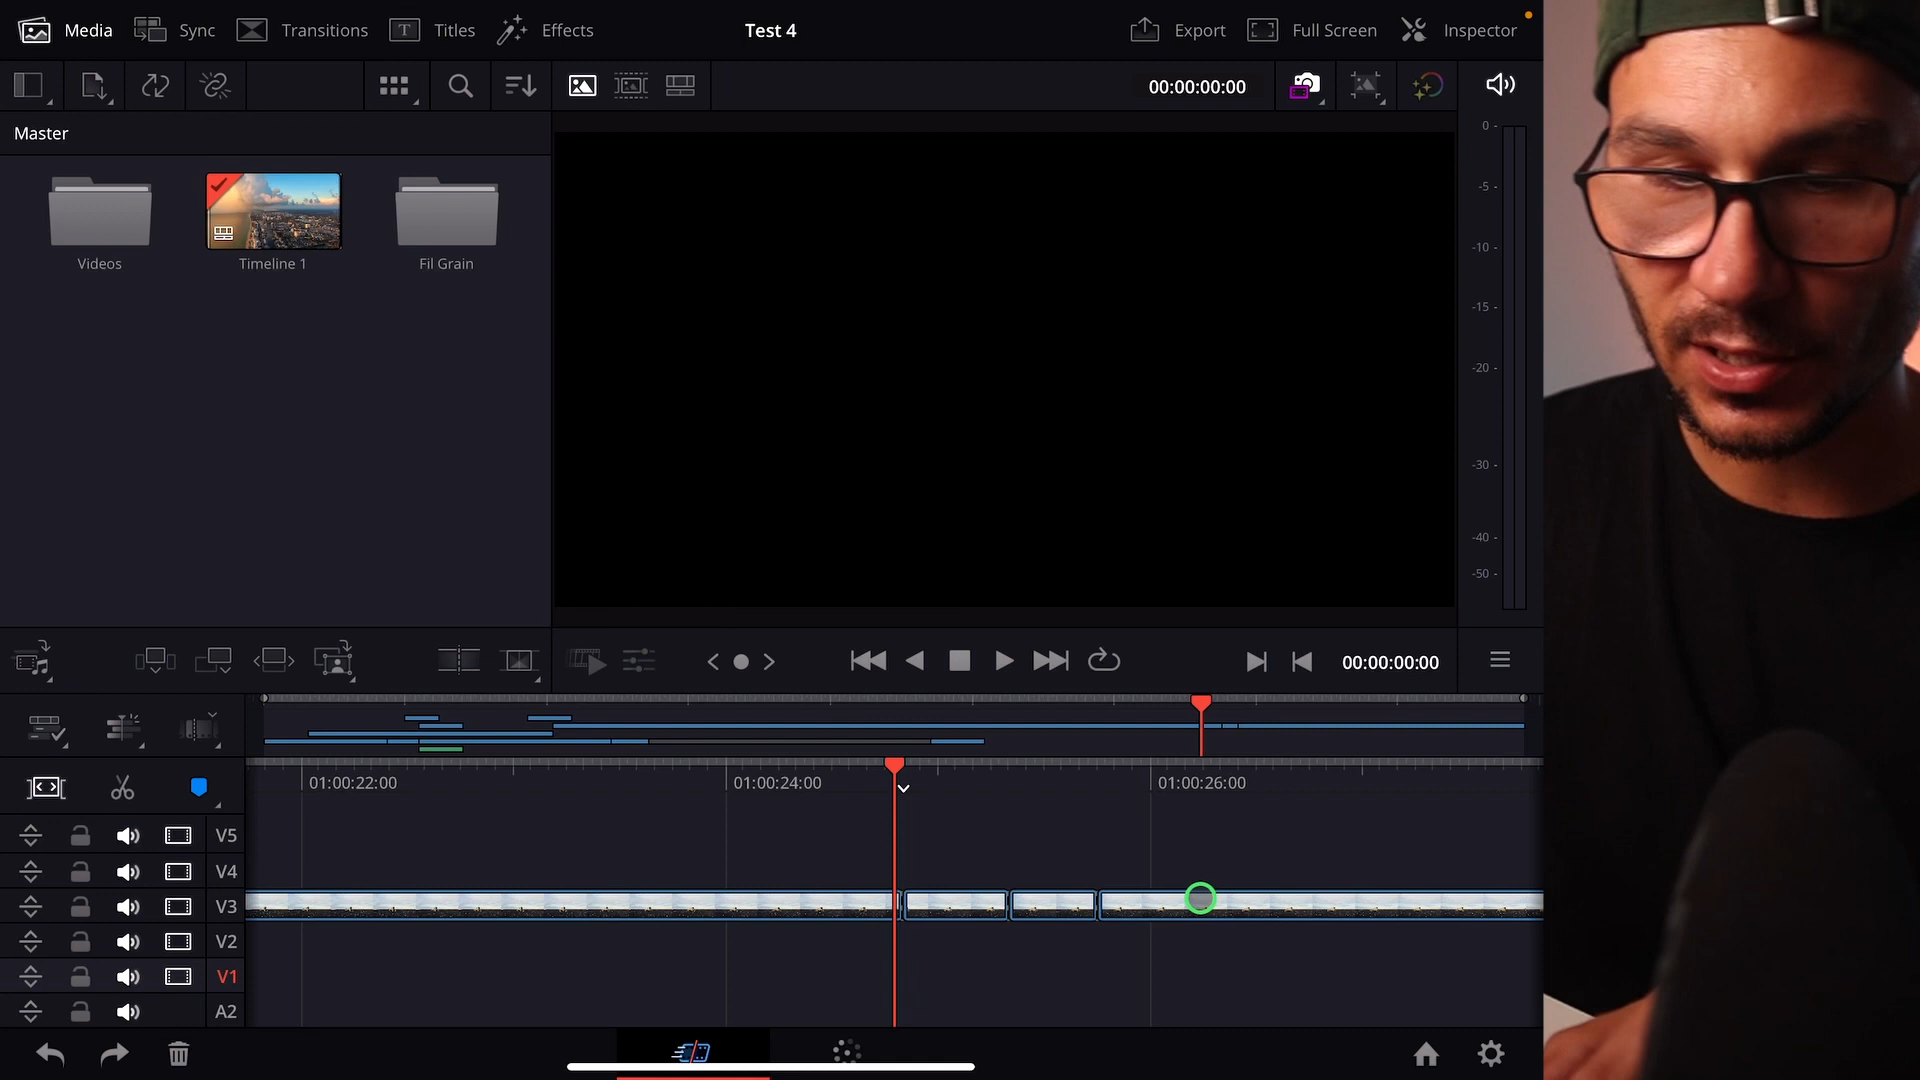 Media Sync Transitions Titles Effects Test 4 Export Full Screen Inspector
00:00:00:00
Master
Videos Timeline 1 Fil Grain
0 -
-5 -
-10 -
-15 -
-20 -
-30 -
-40 -
-50 -
00:00:00:00
01:00:22:00 01:00:24:00 01:00:26:00
V5
V4
V3
V2
V1
A2